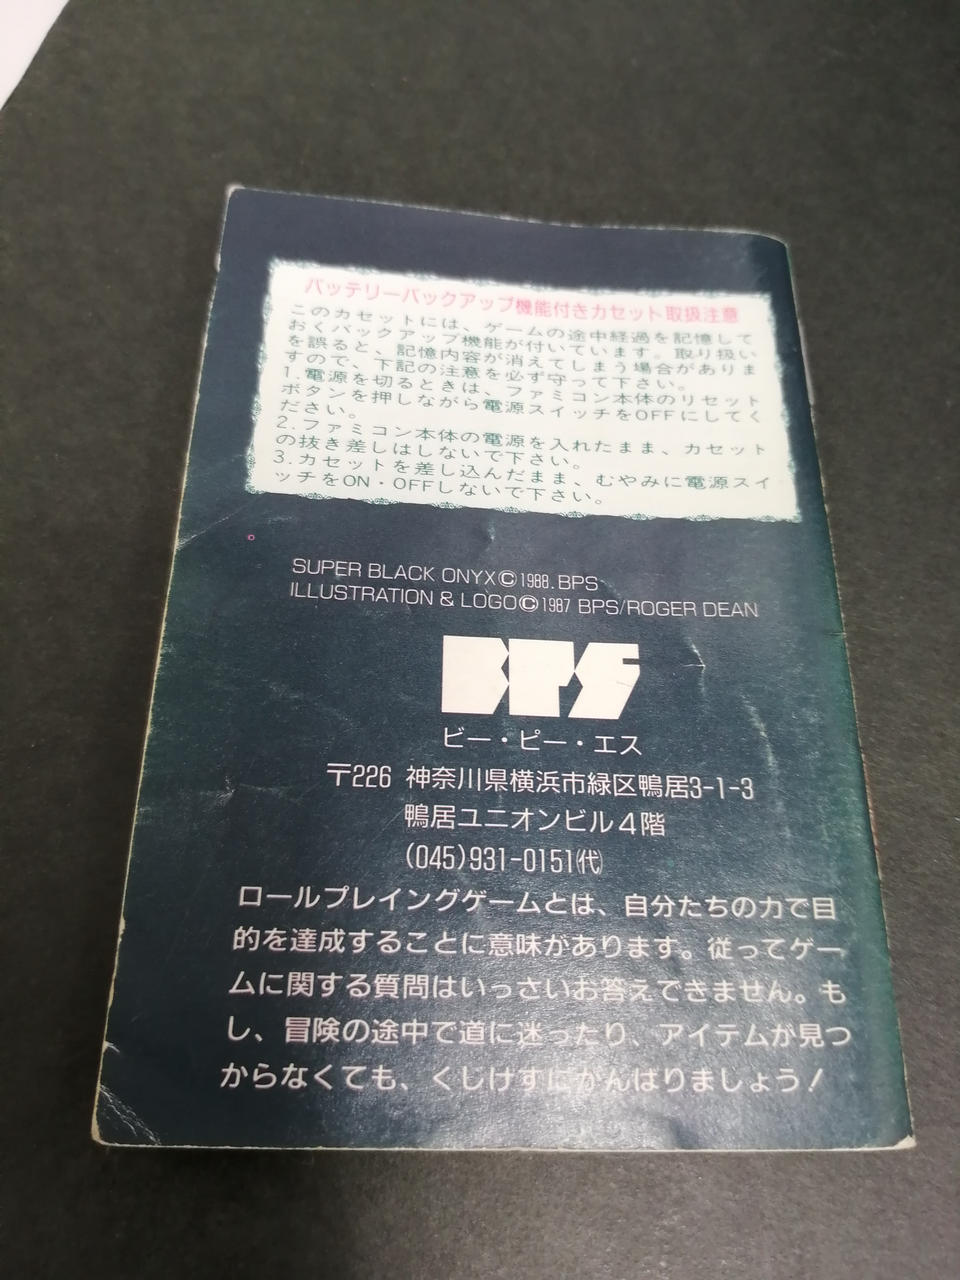 バッテリーバックアップ機能付きカセット取扱注意
このカセットには、ゲームの途中経過を記憶して
おくバックアップ機能が付いています。取り扱い
を誤ると、記憶内容が消えてしまう場合がありま
すので、下記の注意を必ず守って下さい。
1.電源を切るときは、ファミコン本体のリセット
ボタンを押しながら電源スイッチをOFFにしてく
ださい。
2.ファミコン本体の電源を入れたまま、カセット
の抜き差しはしないで下さい。
3.カセットを差し込んだまま、むやみに電源スイ
ッチをON・OFFしないで下さい。
SUPER BLACK ONYX© 1988. BPS
ILLUSTRATION & LOGO© 1987 BPS/ROGER DEAN
BPS
ビー・ピー・エス
〒226 神奈川県横浜市緑区鴨居3-1-3
鴨居ユニオンビル4階
(045)931-0151(代)
ロールプレイングゲームとは、自分たちの力で目
的を達成することに意味があります。従ってゲー
ムに関する質問はいっさいお答えできません。も
し、冒険の途中で道に迷ったり、アイテムが見つ
からなくても、くじけずにがんばりましょう!